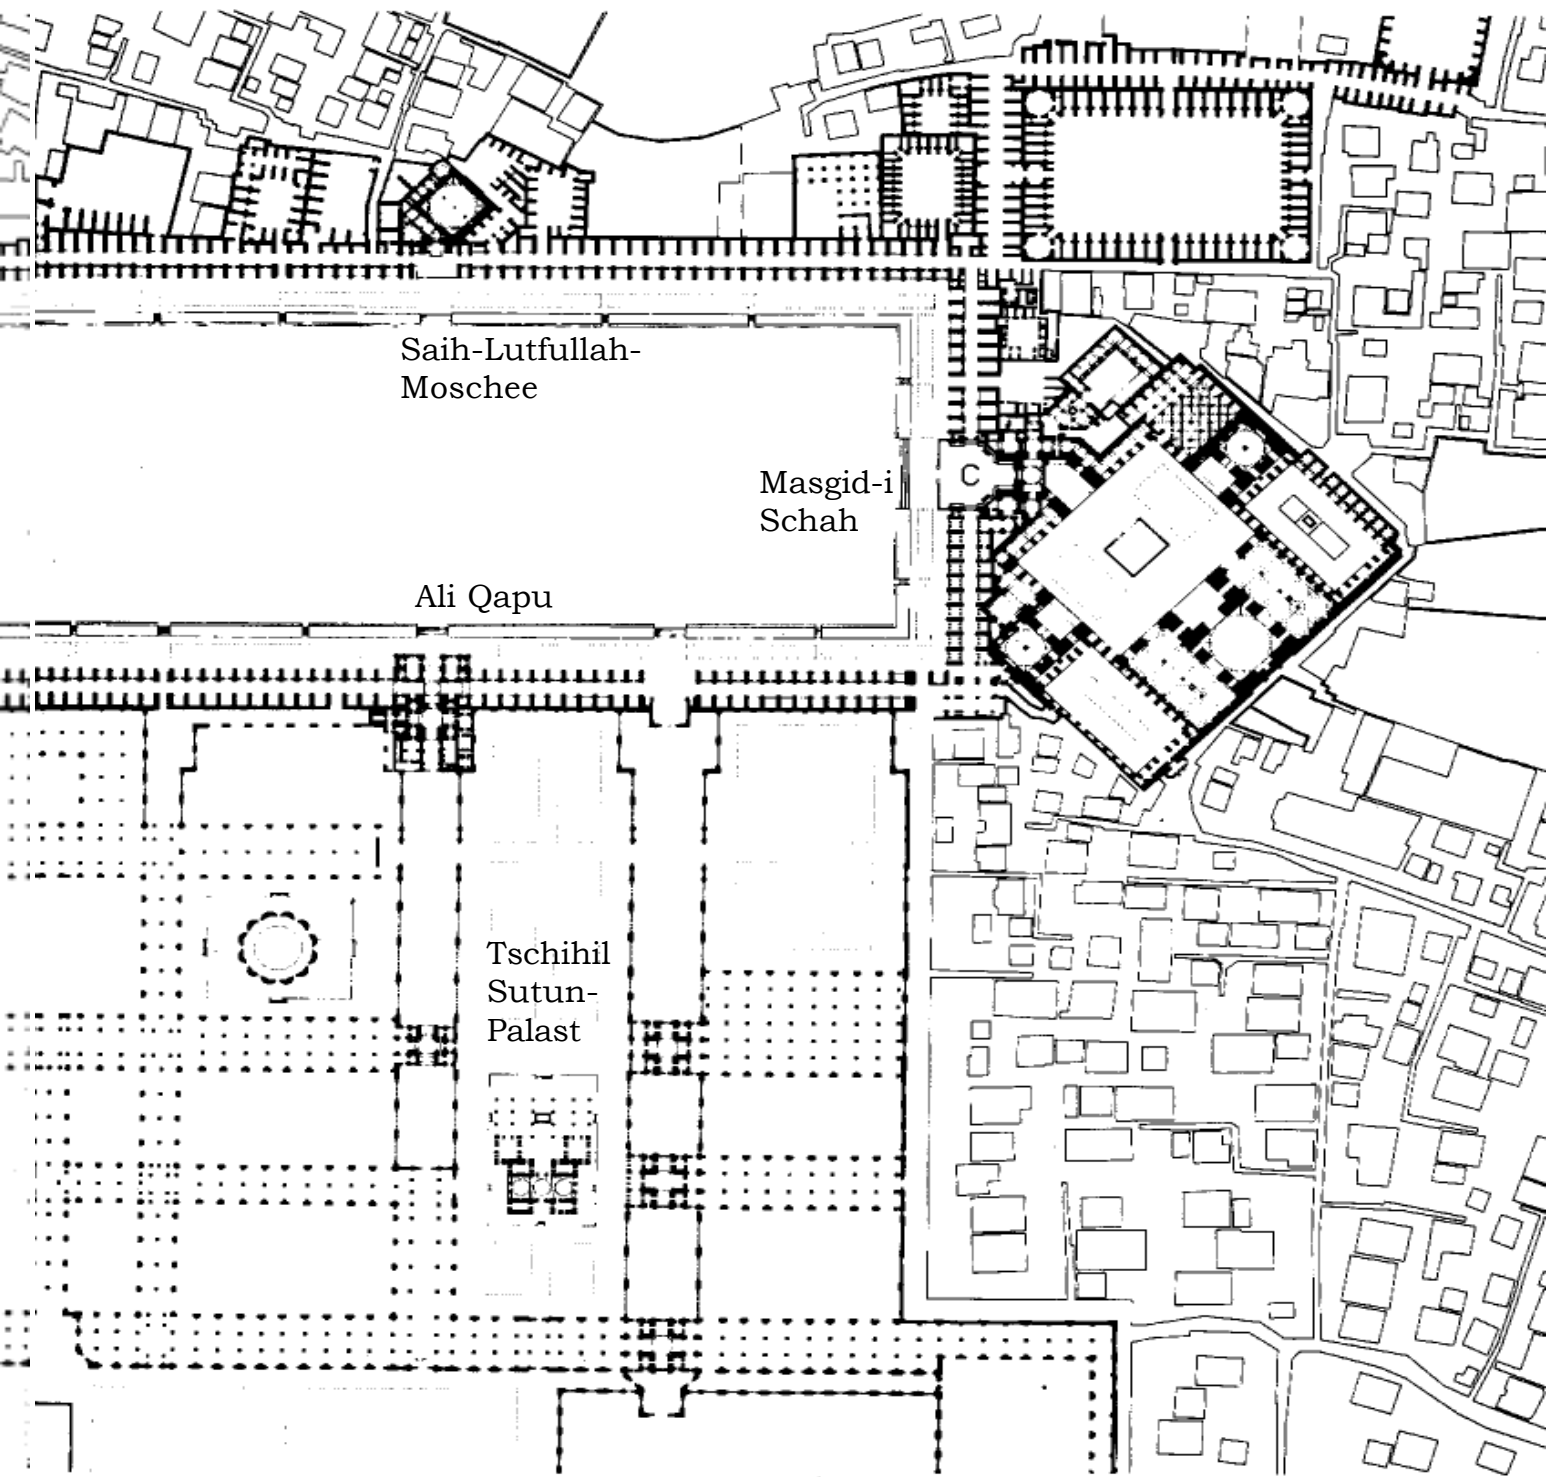 Saih-Lutfullah-
Moschee
Masgid-i
Schah
C
Ali Qapu
Tschihil
Sutun-
Palast